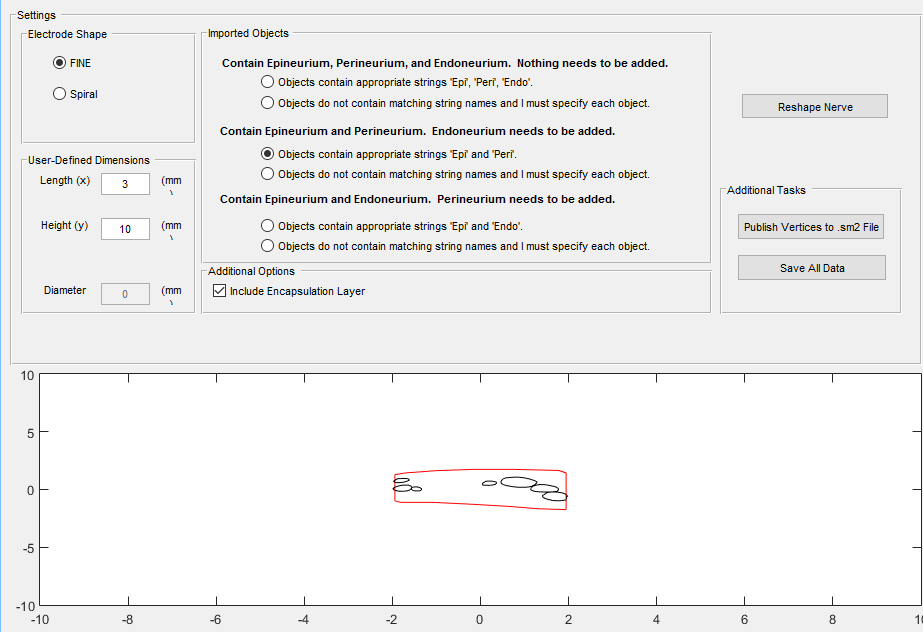 Settings
Electrode Shape
FINE
Spiral
User-Defined Dimensions
Length (x) 3 (mm
Height (y) 10 (mm
Diameter 0 (mm
Imported Objects
Contain Epineurium, Perineurium, and Endoneurium. Nothing needs to be added.
Objects contain appropriate strings 'Epi', 'Peri', 'Endo'.
Objects do not contain matching string names and I must specify each object.
Contain Epineurium and Perineurium. Endoneurium needs to be added.
Objects contain appropriate strings 'Epi' and 'Peri'.
Objects do not contain matching string names and I must specify each object.
Contain Epineurium and Endoneurium. Perineurium needs to be added.
Objects contain appropriate strings 'Epi' and 'Endo'.
Objects do not contain matching string names and I must specify each object.
Additional Options
Include Encapsulation Layer
Reshape Nerve
Additional Tasks
Publish Vertices to .sm2 File
Save All Data
10
5
0
-5
-10
-10 -8 -6 -4 -2 0 2 4 6 8